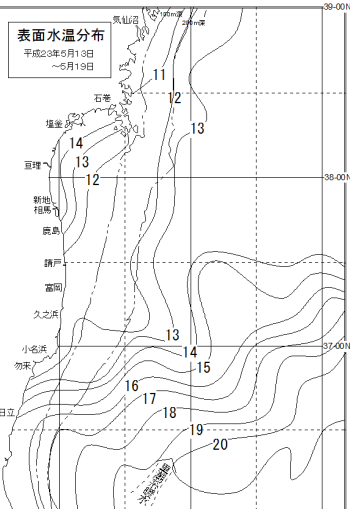 39-00N
気仙沼
100m深
200m深
表面水温分布
平成23年5月13日
~5月19日
11
石巻
12
塩釜
13
14
亘理
13
12
38-00N
新地
相馬
鹿島
請戸
富岡
久之浜
13
37-00N
小名浜
14
勿来
15
16
17
日立
18
19
20